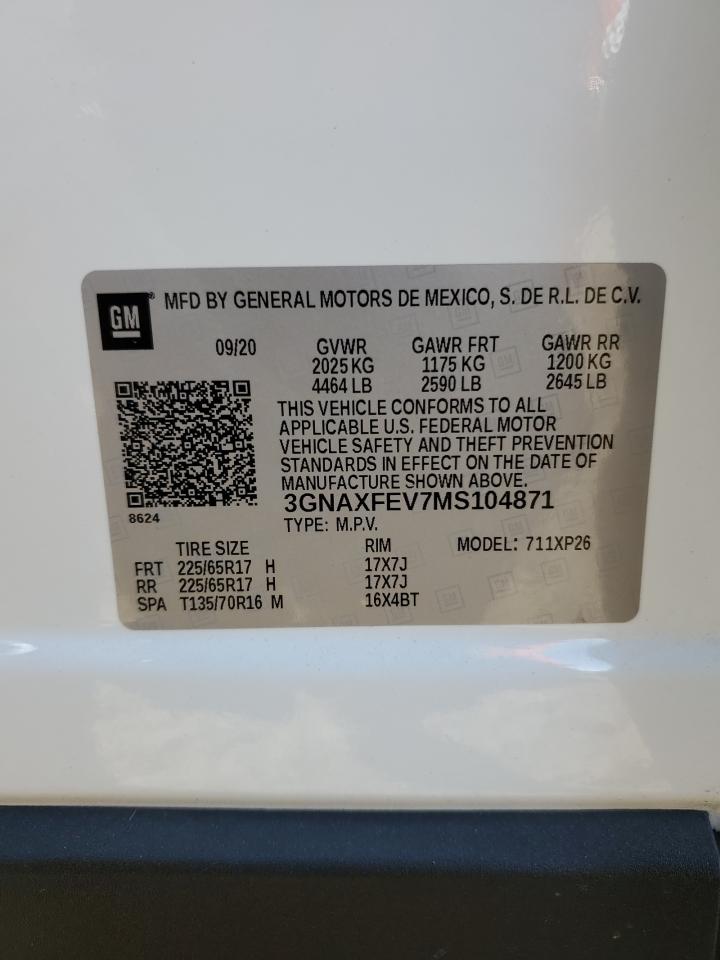 GM ® MFD BY GENERAL MOTORS DE MEXICO, S. DE R.L. DE C.V.
09/20 GVWR GAWR FRT GAWR RR
2025 KG 1175 KG 1200 KG
4464 LB 2590 LB 2645 LB
THIS VEHICLE CONFORMS TO ALL
APPLICABLE U.S. FEDERAL MOTOR
VEHICLE SAFETY AND THEFT PREVENTION
STANDARDS IN EFFECT ON THE DATE OF
MANUFACTURE SHOWN ABOVE.
3GNAXFEV7MS104871
8624
TYPE: M.P.V.
TIRE SIZE RIM MODEL: 711XP26
FRT 225/65R17 H 17X7J
RR 225/65R17 H 17X7J
SPA T135/70R16 M 16X4BT